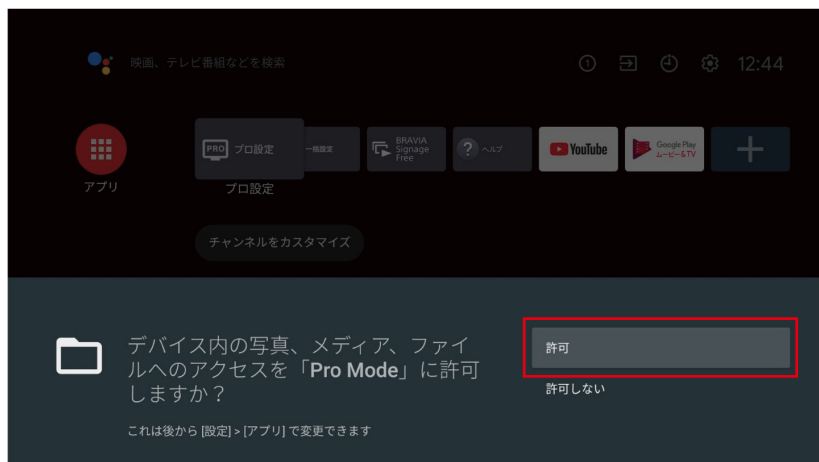 映画、テレビ番組などを検索
12:44
PRO プロ設定
一括設定
BRAVIA
Signage
Free
? ヘルプ
YouTube
Google Play
ムービー&TV
アプリ
プロ設定
チャンネルをカスタマイズ
デバイス内の写真、メディア、ファイ
ルへのアクセスを「Pro Mode」に許可
しますか？
これは後から [設定] > [アプリ] で変更できます
許可
許可しない